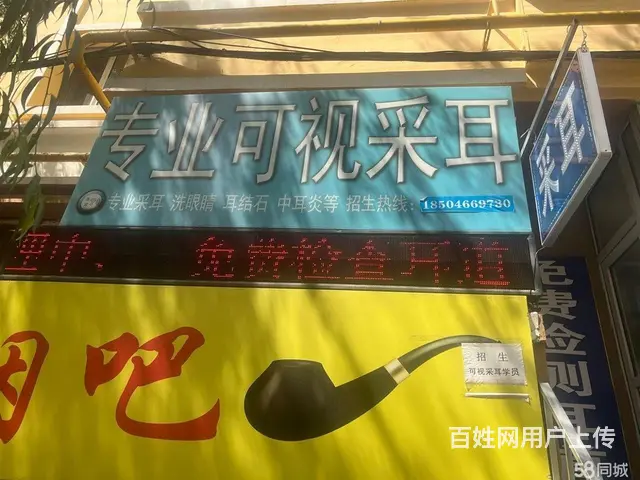 专业可视采耳
专业采耳 洗眼睛 耳结石 中耳炎等 招生热线: 18504669780
采耳
理中、 免费检查耳道
免费检测耳
烟吧
招 生
可视采耳学员
百姓网用户上传
58同城